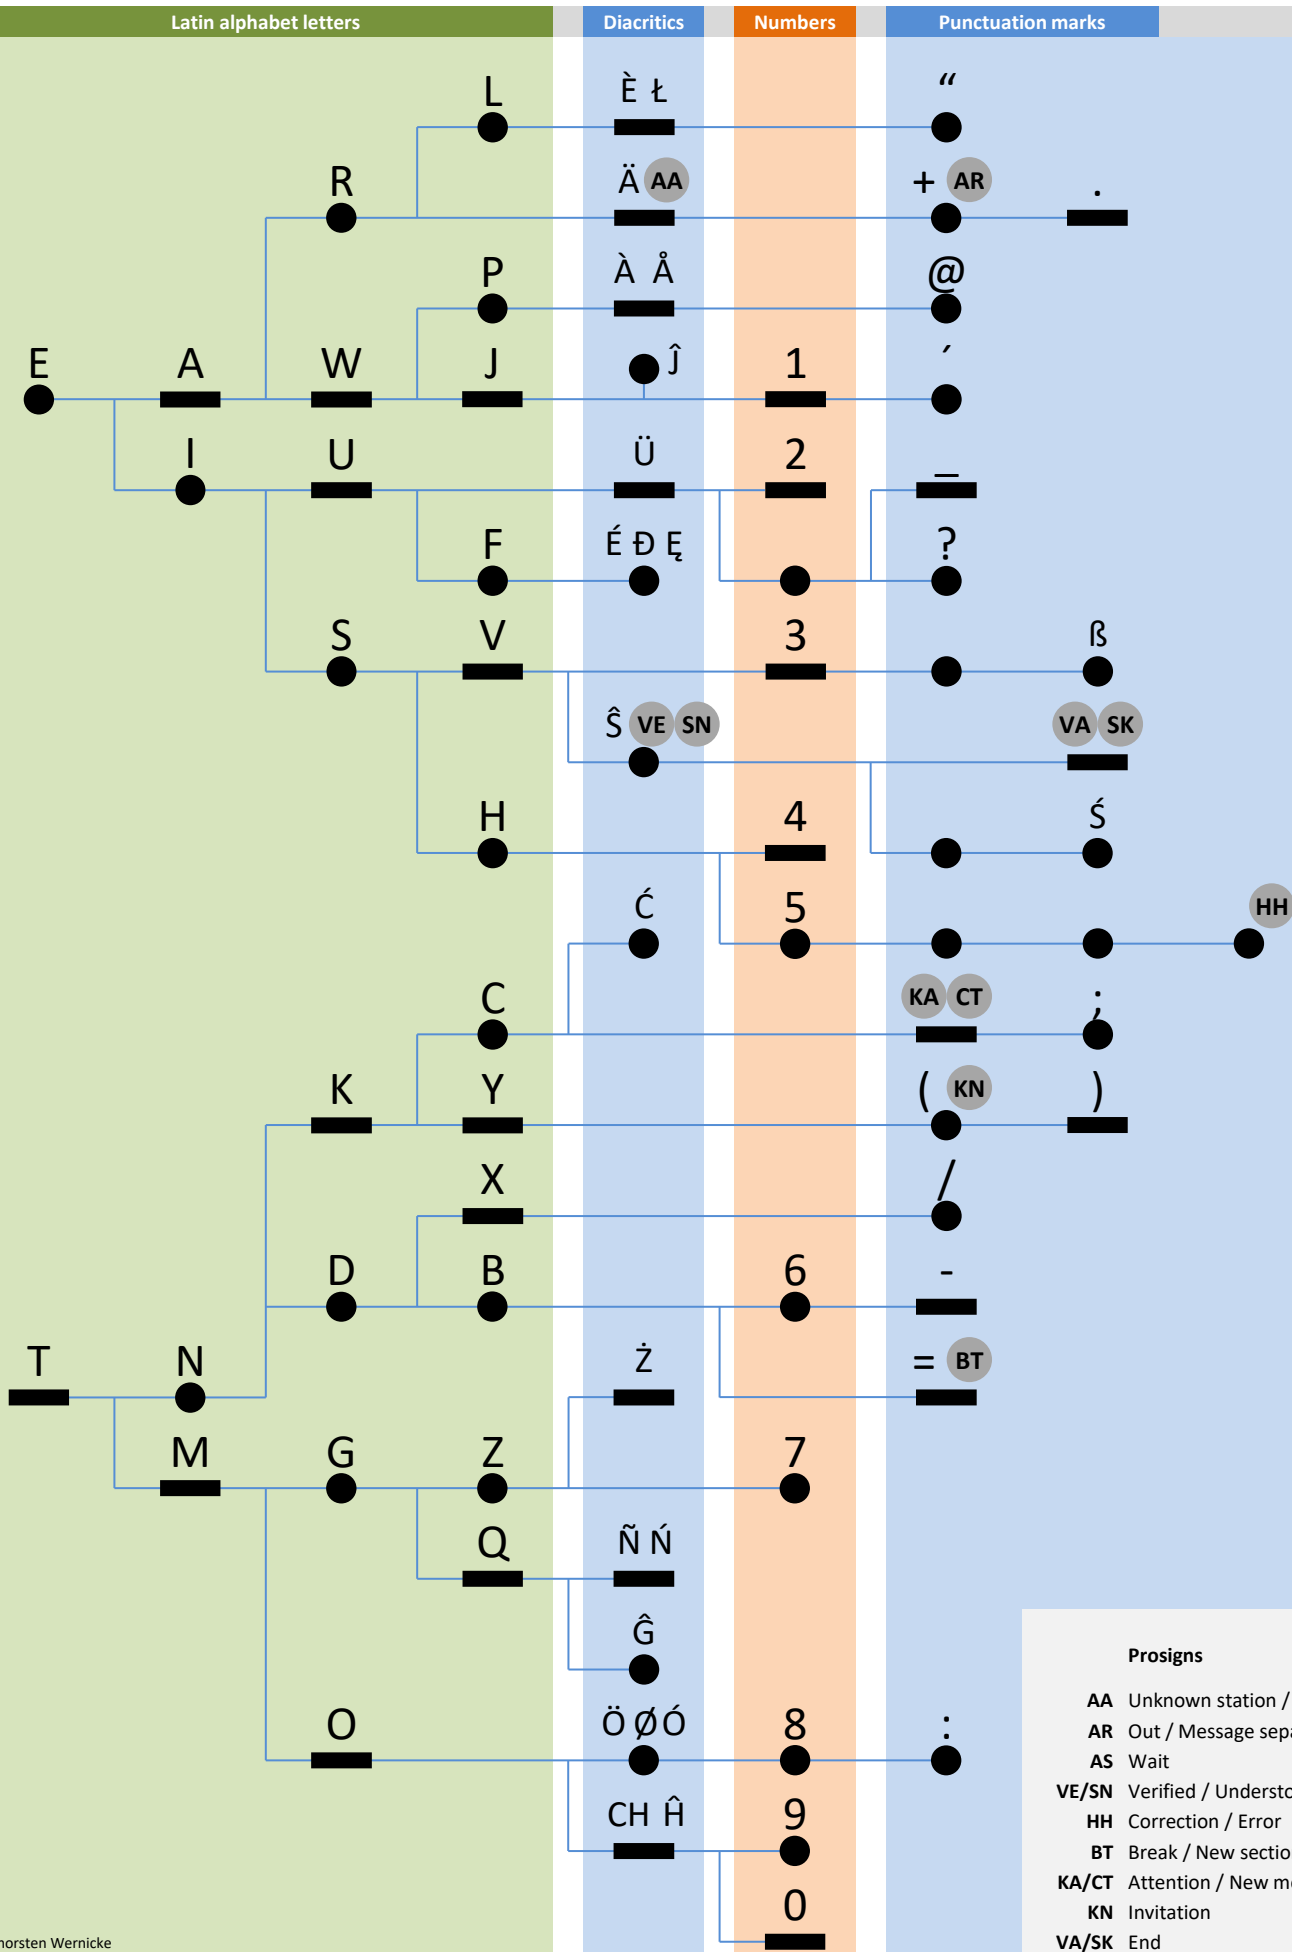 Latin alphabet letters Diacritics Numbers Punctuation marks
L È Ł “
R Ä AA + AR .
P À Å @
E A W J Ĵ 1 ´
I U Ü 2 _
F É Đ Ę ?
S V 3 ß
Ŝ VE SN VA SK
H 4 Ś
Ć 5 HH
C KA CT ;
K Y ( KN )
X /
D B 6 -
T N Ż = BT
M G Z 7
Q Ñ Ń
Ĝ
O Ö Ø Ó 8 :
CH Ĥ 9
0
Prosigns
AA Unknown station /
AR Out / Message sepa
AS Wait
VE/SN Verified / Understo
HH Correction / Error
BT Break / New sectio
KA/CT Attention / New me
KN Invitation
VA/SK End
horsten Wernicke